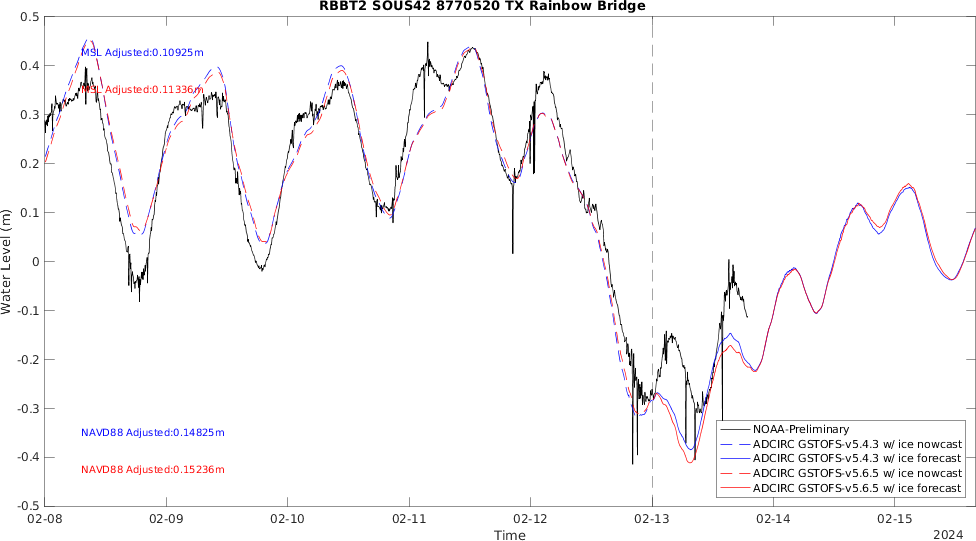 RBBT2 SOUS42 8770520 TX Rainbow Bridge
0.5
0.4
0.3
0.2
0.1
0
-0.1
-0.2
-0.3
-0.4
-0.5
Water Level (m)
MSL Adjusted:0.10925m
MSL Adjusted:0.11336m
NAVD88 Adjusted:0.14825m
NAVD88 Adjusted:0.15236m
NOAA-Preliminary
ADCIRC GSTOFS-v5.4.3 w/ ice nowcast
ADCIRC GSTOFS-v5.4.3 w/ ice forecast
ADCIRC GSTOFS-v5.6.5 w/ ice nowcast
ADCIRC GSTOFS-v5.6.5 w/ ice forecast
02-08 02-09 02-10 02-11 02-12 02-13 02-14 02-15
Time
2024